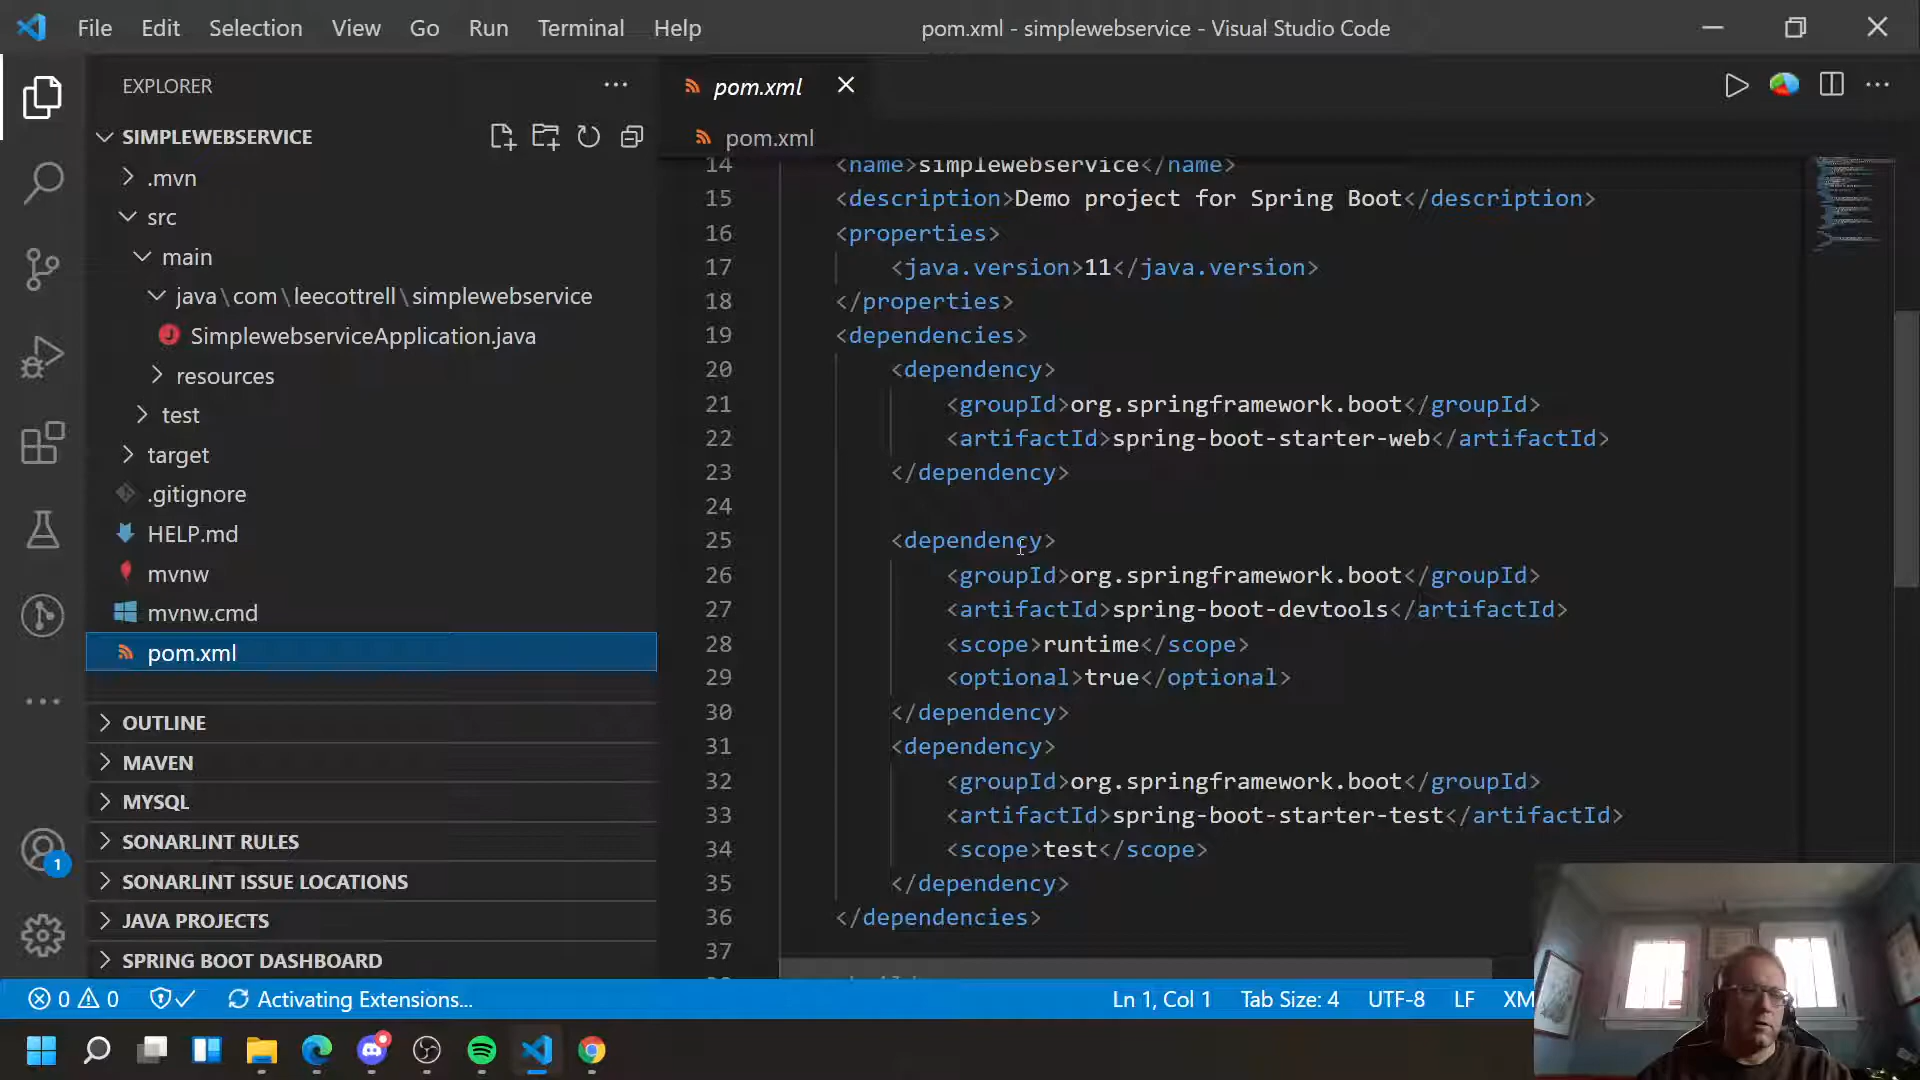 File Edit Selection View Go Run Terminal Help
pom.xml - simplewebservice - Visual Studio Code
EXPLORER
SIMPLEWEBSERVICE
.mvn
src
main
java\com\leecottrell\simplewebservice
SimplewebserviceApplication.java
resources
test
target
.gitignore
HELP.md
mvnw
mvnw.cmd
pom.xml
OUTLINE
MAVEN
MYSQL
SONARLINT RULES
SONARLINT ISSUE LOCATIONS
JAVA PROJECTS
SPRING BOOT DASHBOARD
1
pom.xml
pom.xml
14 <name>simplewebservice</name>
15 <description>Demo project for Spring Boot</description>
16 <properties>
17 <java.version>11</java.version>
18 </properties>
19 <dependencies>
20 <dependency>
21 <groupId>org.springframework.boot</groupId>
22 <artifactId>spring-boot-starter-web</artifactId>
23 </dependency>
24
25 <dependency>
26 <groupId>org.springframework.boot</groupId>
27 <artifactId>spring-boot-devtools</artifactId>
28 <scope>runtime</scope>
29 <optional>true</optional>
30 </dependency>
31 <dependency>
32 <groupId>org.springframework.boot</groupId>
33 <artifactId>spring-boot-starter-test</artifactId>
34 <scope>test</scope>
35 </dependency>
36 </dependencies>
37
0 0 Activating Extensions... Ln 1, Col 1 Tab Size: 4 UTF-8 LF XM